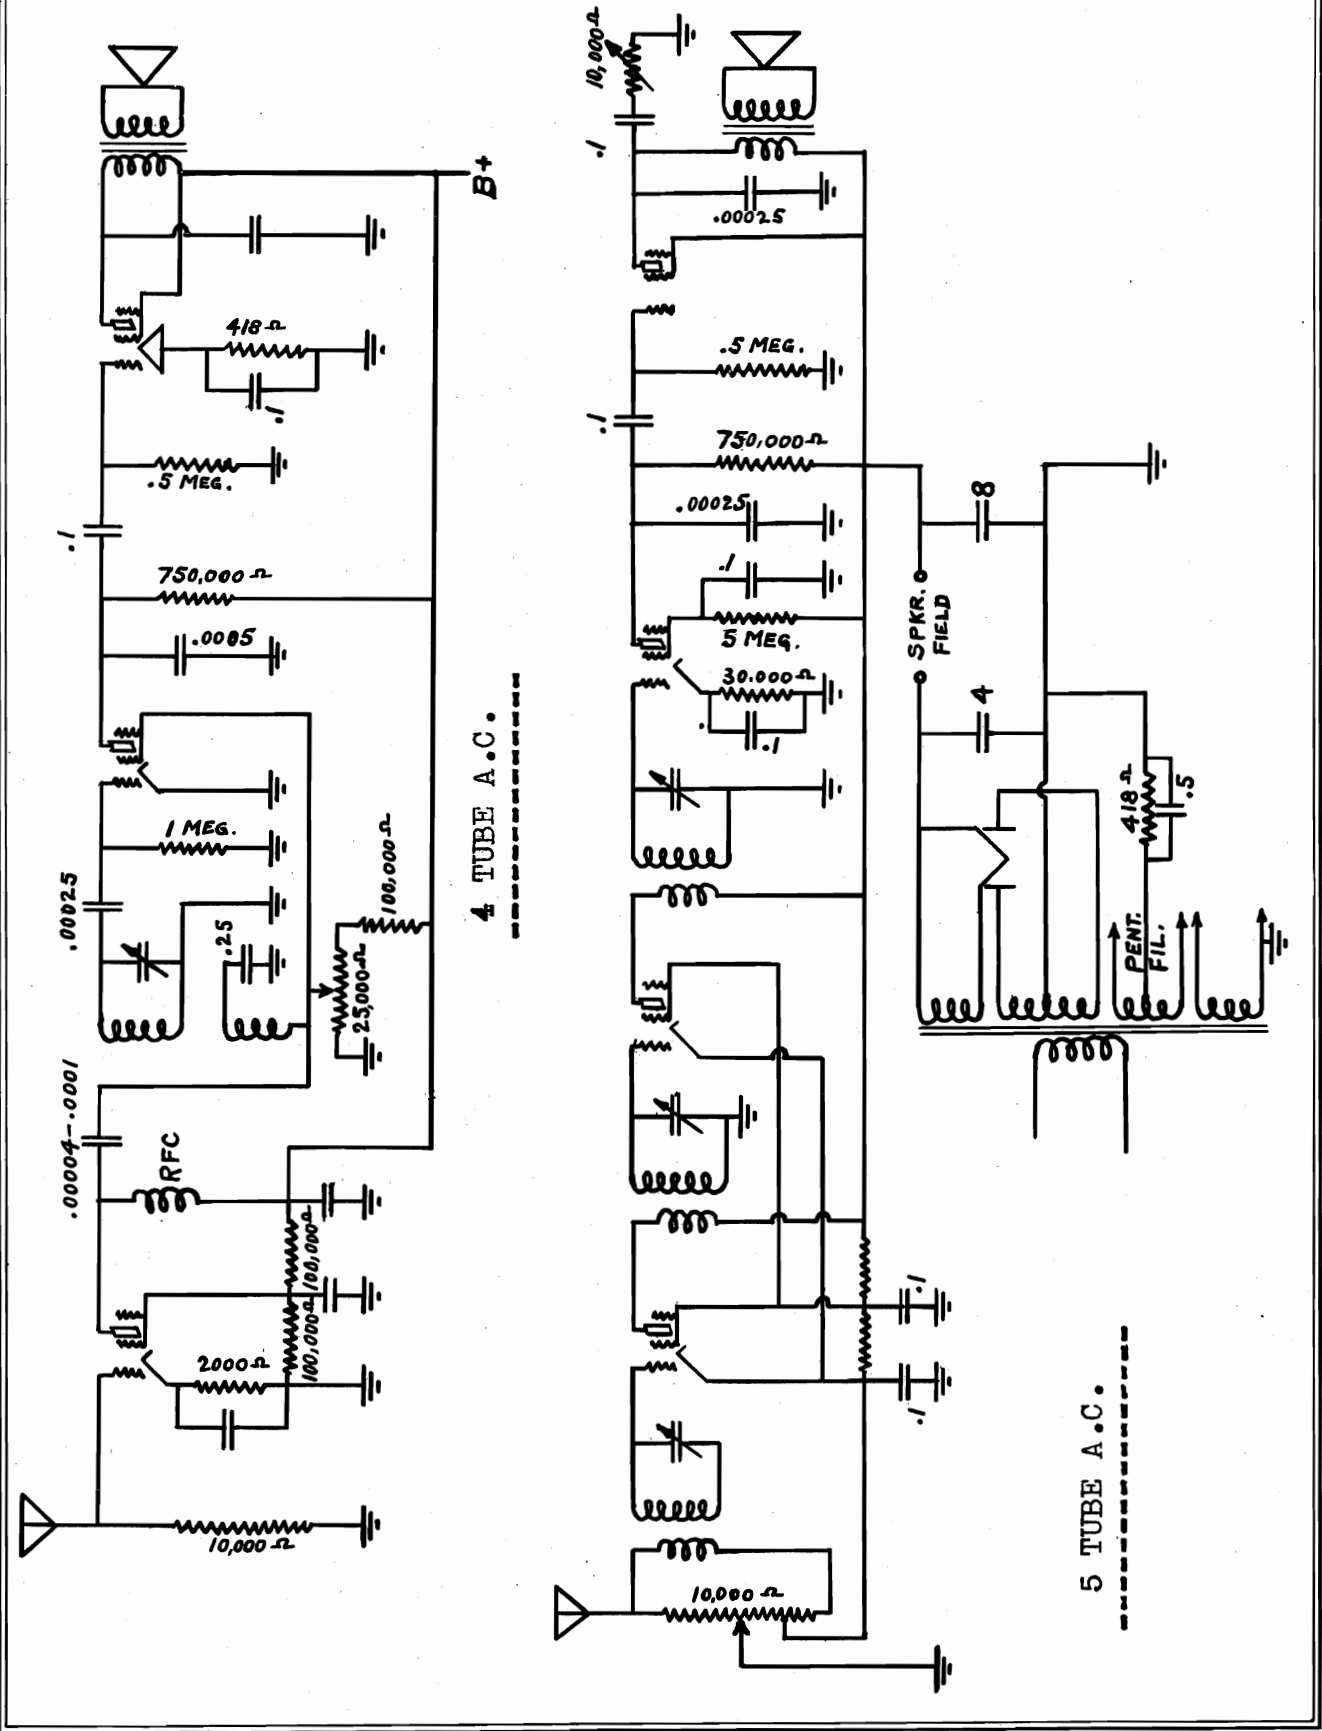 B+
418 Ω
.1
.5 MEG.
.1
750,000 Ω
.0085
1 MEG.
.00025
.25
100,000 Ω
25,000 Ω
.00004-.0001
RFC
100,000 Ω
100,000 Ω
2000 Ω
10,000 Ω
4 TUBE A.C.
10,000 Ω
.1
.00025
.5 MEG.
.1
750,000 Ω
.00025
.1
5 MEG.
30.000 Ω
.1
8
SPKR.
FIELD
4
418 Ω
.5
PENT.
FIL.
.1
.1
10,000 Ω
5 TUBE A.C.